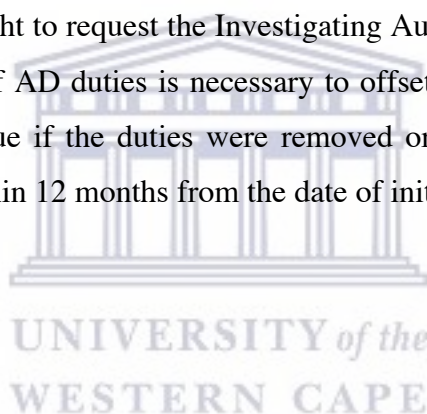 ght to request the Investigating Au
f AD duties is necessary to offset
ue if the duties were removed or
in 12 months from the date of init
UNIVERSITY of the
WESTERN CAPE